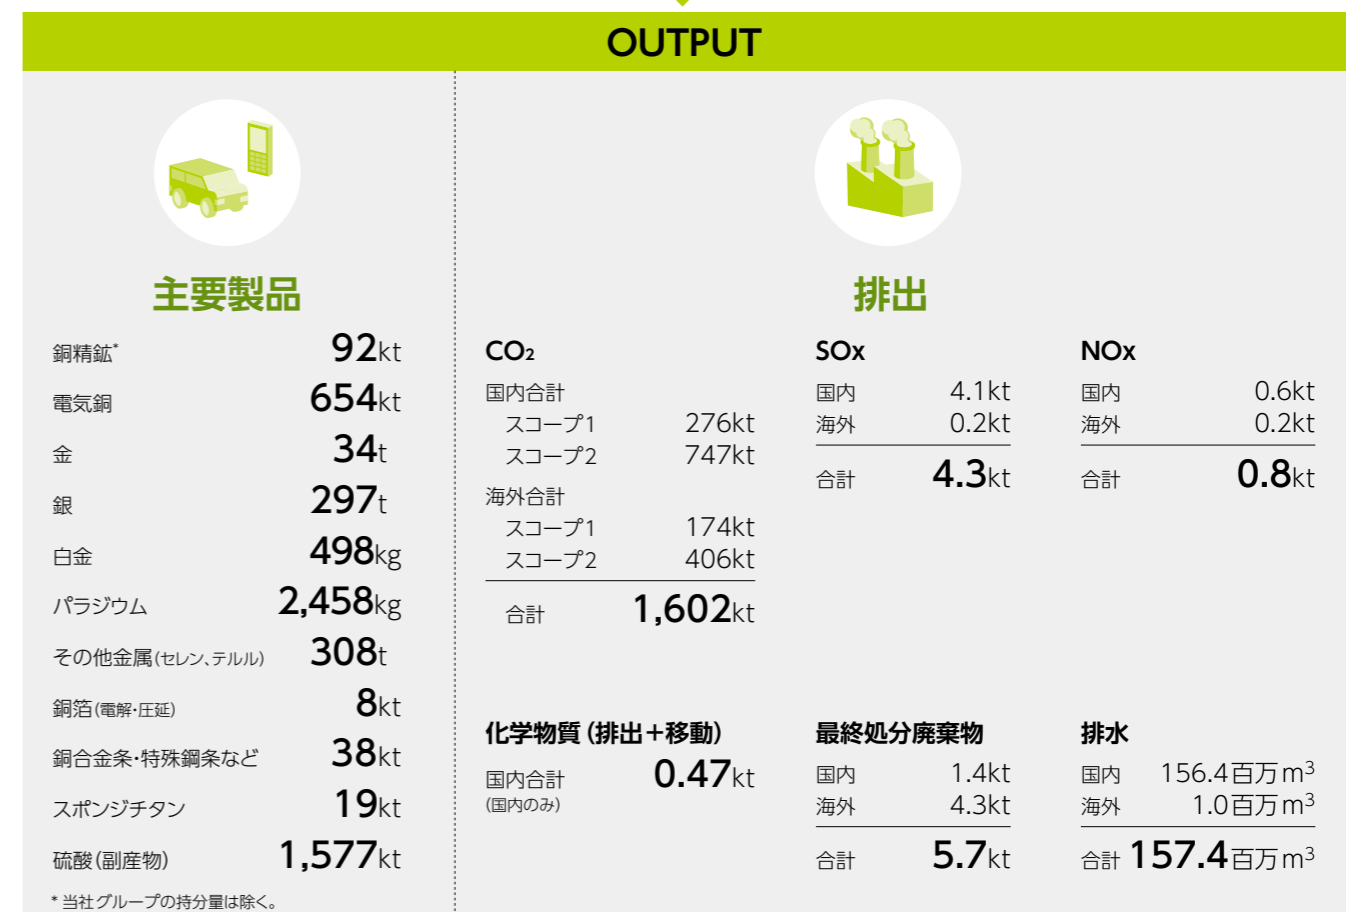 OUTPUT
主要製品
銅精鉱* 92kt
電気銅 654kt
金 34t
銀 297t
白金 498kg
パラジウム 2,458kg
その他金属(セレン、テルル) 308t
銅箔(電解・圧延) 8kt
銅合金条・特殊鋼条など 38kt
スポンジチタン 19kt
硫酸(副産物) 1,577kt
* 当社グループの持分量は除く。
排出
CO₂
国内合計
スコープ1 276kt
スコープ2 747kt
海外合計
スコープ1 174kt
スコープ2 406kt
合計 1,602kt
SOx
国内 4.1kt
海外 0.2kt
合計 4.3kt
NOx
国内 0.6kt
海外 0.2kt
合計 0.8kt
化学物質(排出+移動)
国内合計 0.47kt
(国内のみ)
最終処分廃棄物
国内 1.4kt
海外 4.3kt
合計 5.7kt
排水
国内 156.4百万m³
海外 1.0百万m³
合計 157.4百万m³